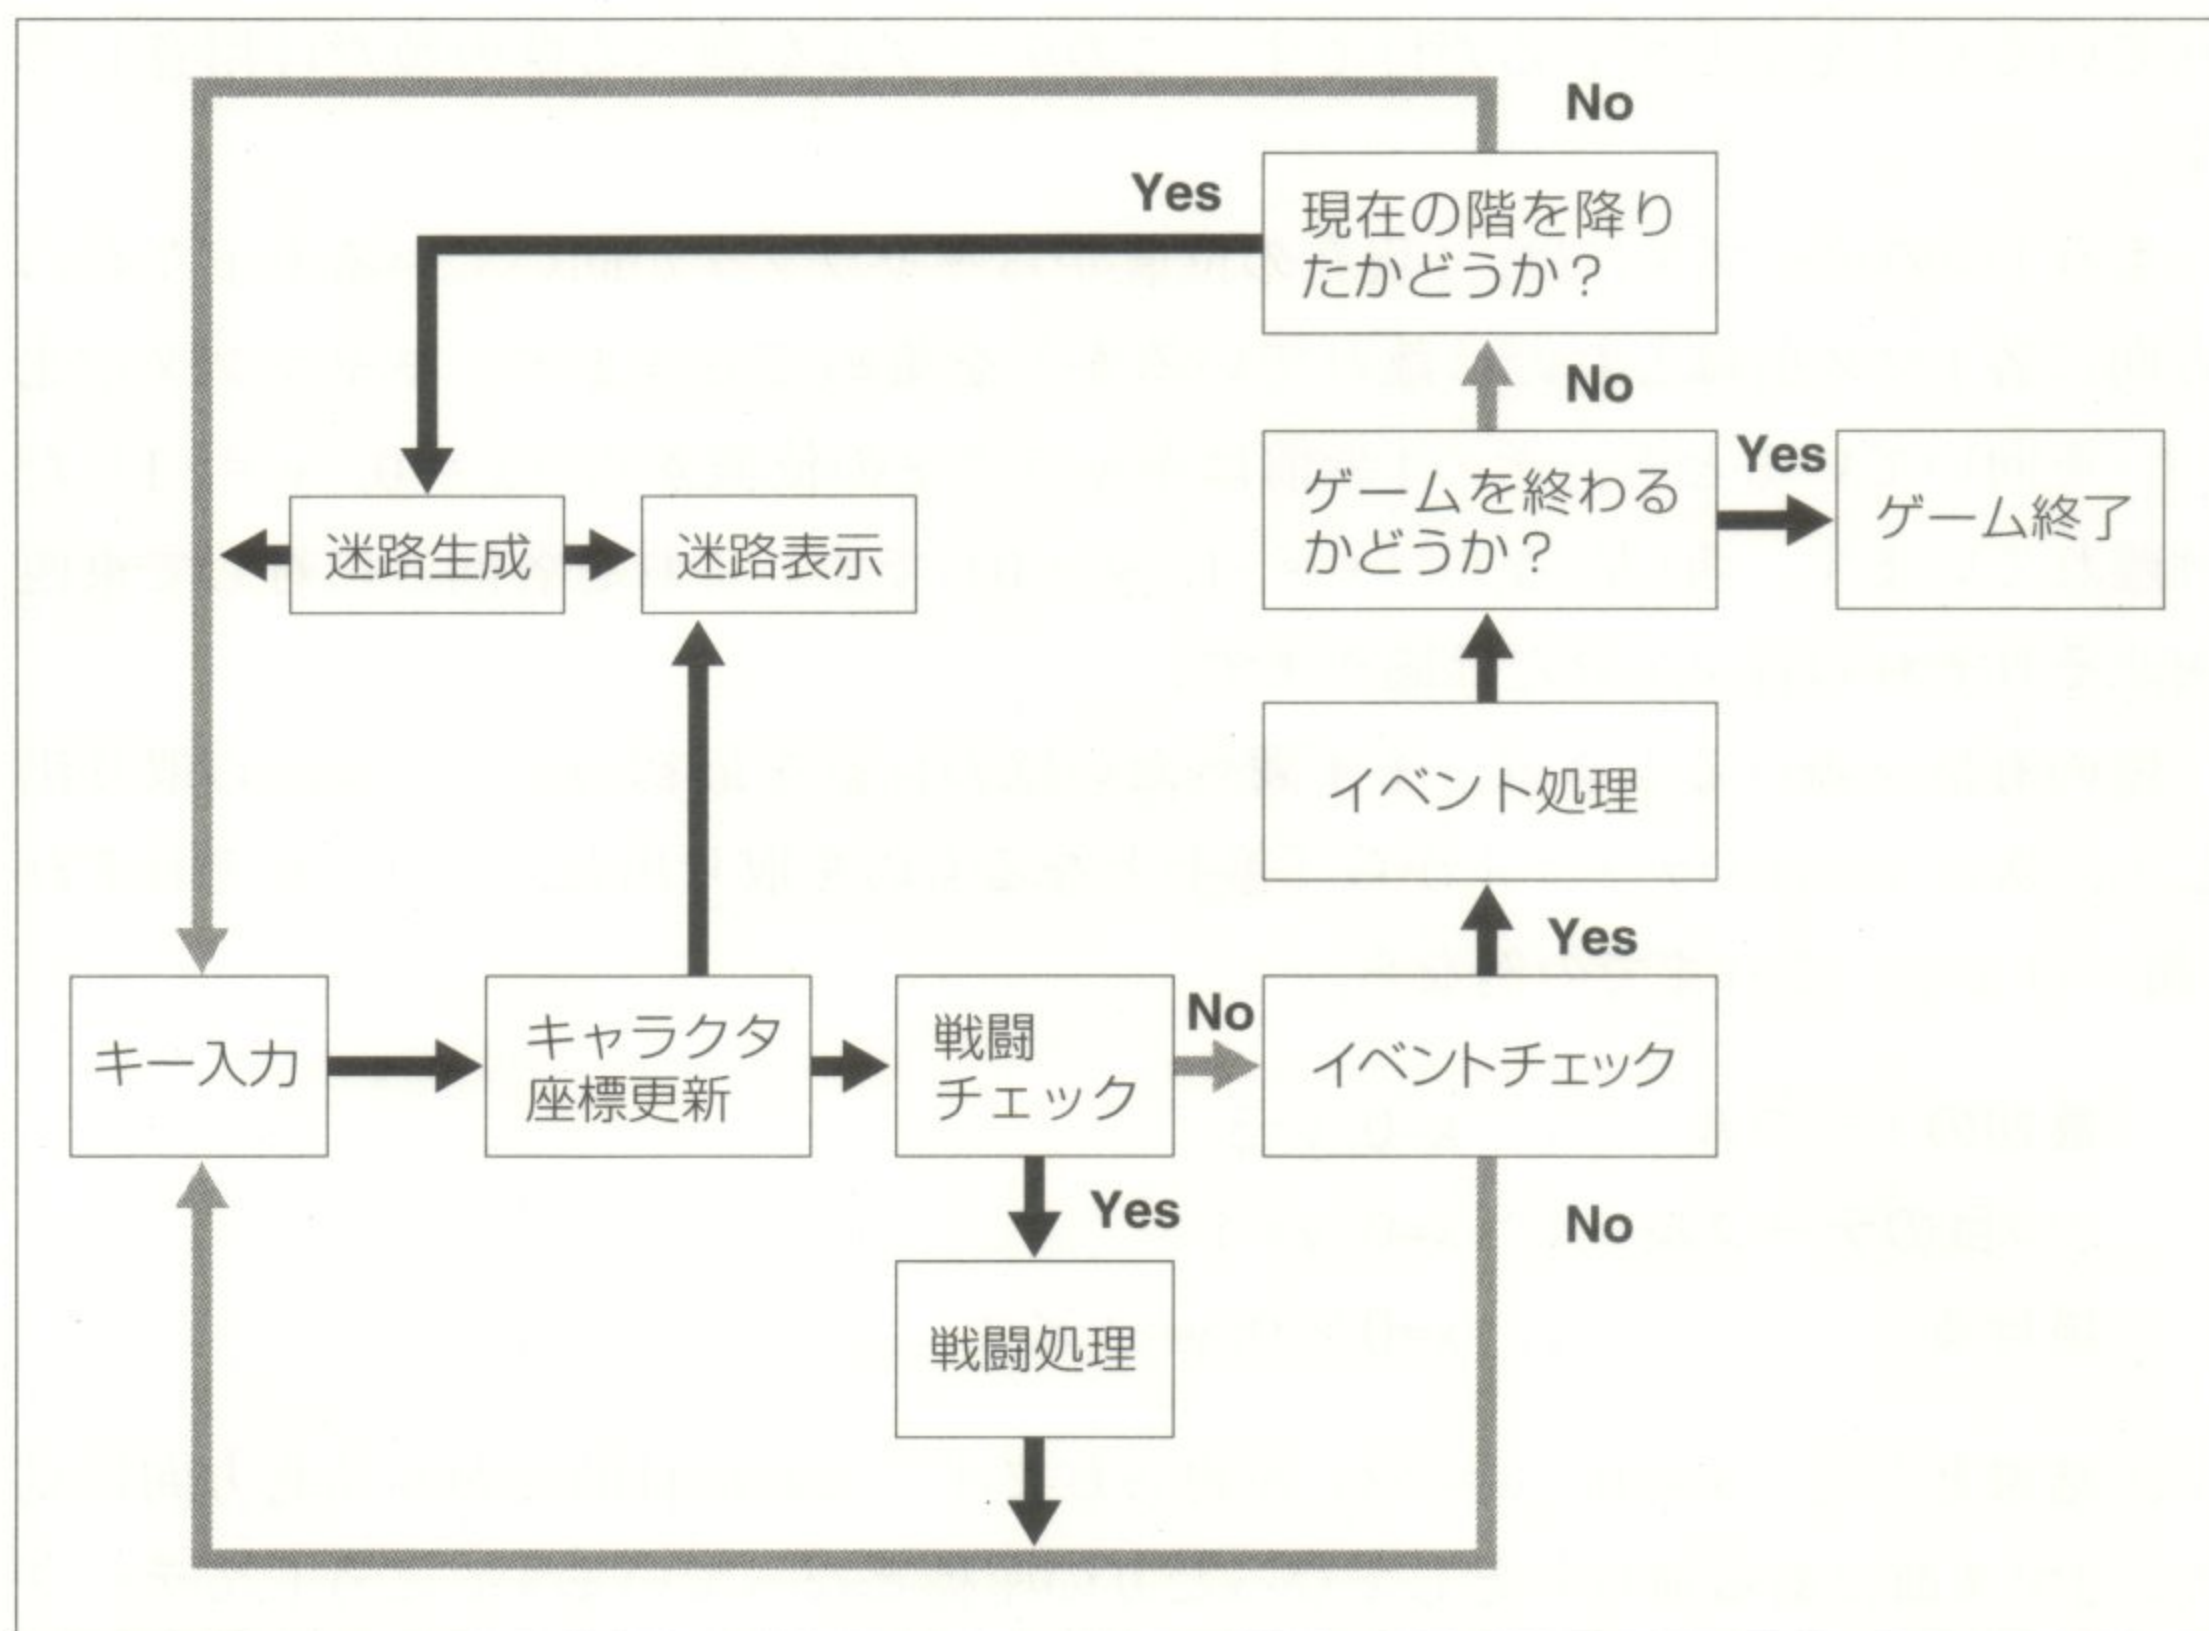 No
Yes
現在の階を降り
たかどうか？
No
Yes
ゲームを終わる
かどうか？
ゲーム終了
迷路生成
迷路表示
イベント処理
Yes
キー入力
キャラクタ
座標更新
戦闘
チェック
No
イベントチェック
Yes
No
戦闘処理